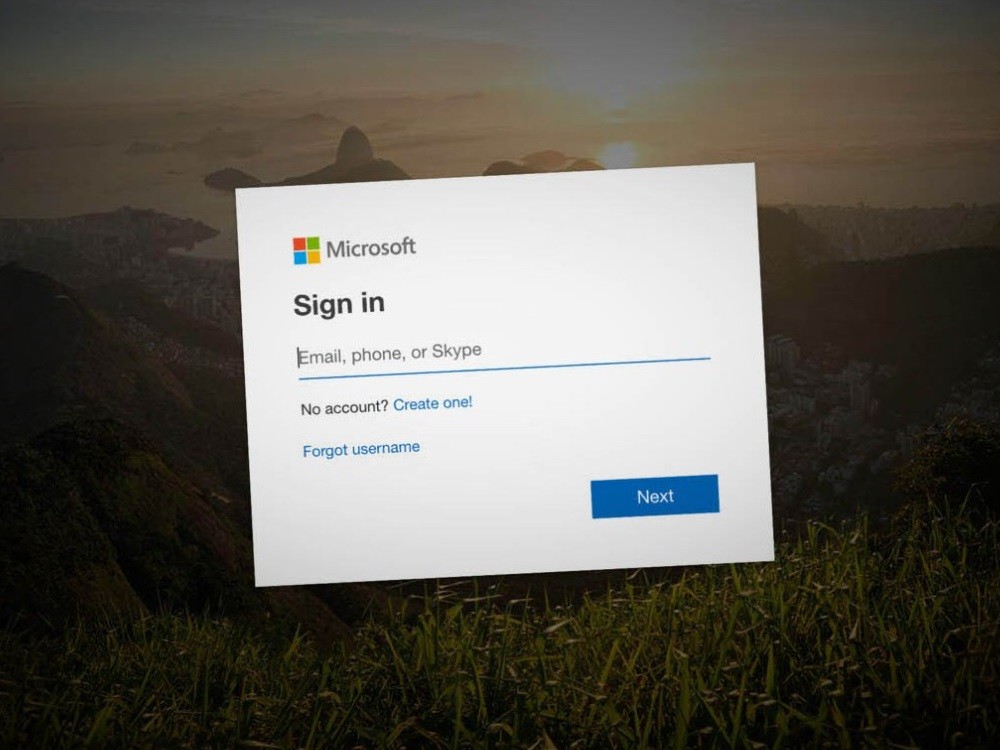 Microsoft
Sign in
Email, phone, or Skype
No account? Create one!
Forgot username
Next